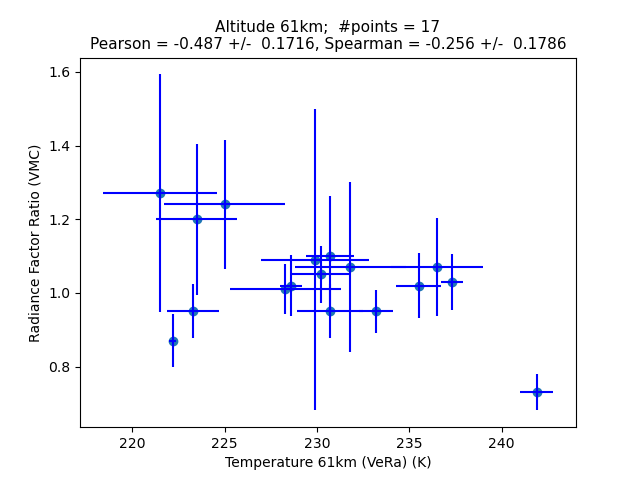 Altitude 61km;  #points = 17
Pearson = -0.487 +/-  0.1716, Spearman = -0.256 +/-  0.1786
1.6
1.4
1.2
1.0
0.8
Radiance Factor Ratio (VMC)
220 225 230 235 240
Temperature 61km (VeRa) (K)